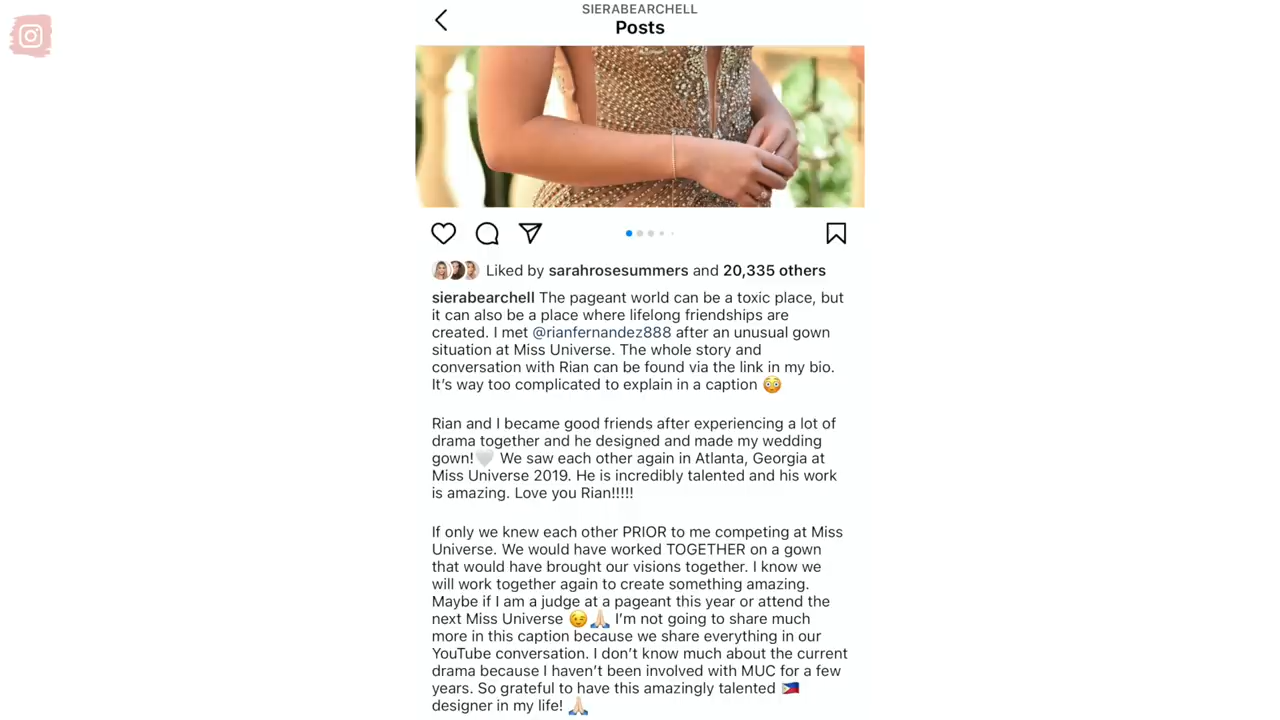 SIERABEARCHELL
Posts
Liked by sarahrosesummers and 20,335 others
sierabearchell The pageant world can be a toxic place, but
it can also be a place where lifelong friendships are
created. I met @rianfernandez888 after an unusual gown
situation at Miss Universe. The whole story and
conversation with Rian can be found via the link in my bio.
It’s way too complicated to explain in a caption 😳
Rian and I became good friends after experiencing a lot of
drama together and he designed and made my wedding
gown!🤍 We saw each other again in Atlanta, Georgia at
Miss Universe 2019. He is incredibly talented and his work
is amazing. Love you Rian!!!!!
If only we knew each other PRIOR to me competing at Miss
Universe. We would have worked TOGETHER on a gown
that would have brought our visions together. I know we
will work together again to create something amazing.
Maybe if I am a judge at a pageant this year or attend the
next Miss Universe 😉🙏🏻 I’m not going to share much
more in this caption because we share everything in our
YouTube conversation. I don’t know much about the current
drama because I haven’t been involved with MUC for a few
years. So grateful to have this amazingly talented 🇵🇭
designer in my life! 🙏🏻